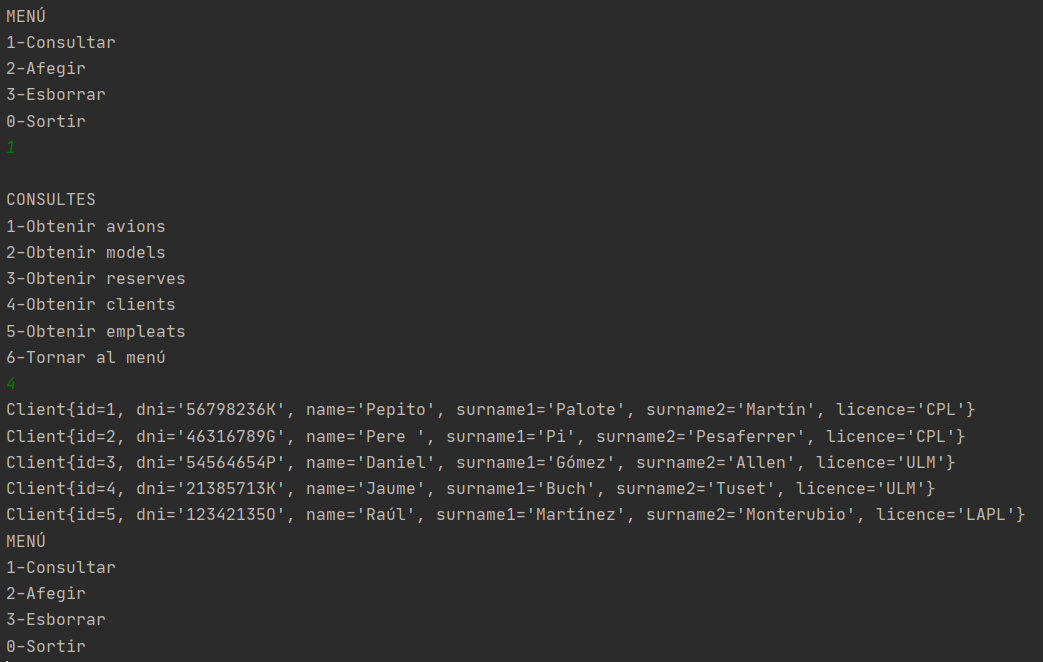 MENÚ
1-Consultar
2-Afegir
3-Esborrar
0-Sortir
1
CONSULTES
1-Obtenir avions
2-Obtenir models
3-Obtenir reserves
4-Obtenir clients
5-Obtenir empleats
6-Tornar al menú
4
Client{id=1, dni='56798236K', name='Pepito', surname1='Palote', surname2='Martín', licence='CPL'}
Client{id=2, dni='46316789G', name='Pere ', surname1='Pi', surname2='Pesaferrer', licence='CPL'}
Client{id=3, dni='54564654P', name='Daniel', surname1='Gómez', surname2='Allen', licence='ULM'}
Client{id=4, dni='21385713K', name='Jaume', surname1='Buch', surname2='Tuset', licence='ULM'}
Client{id=5, dni='12342135O', name='Raúl', surname1='Martínez', surname2='Monterubio', licence='LAPL'}
MENÚ
1-Consultar
2-Afegir
3-Esborrar
0-Sortir